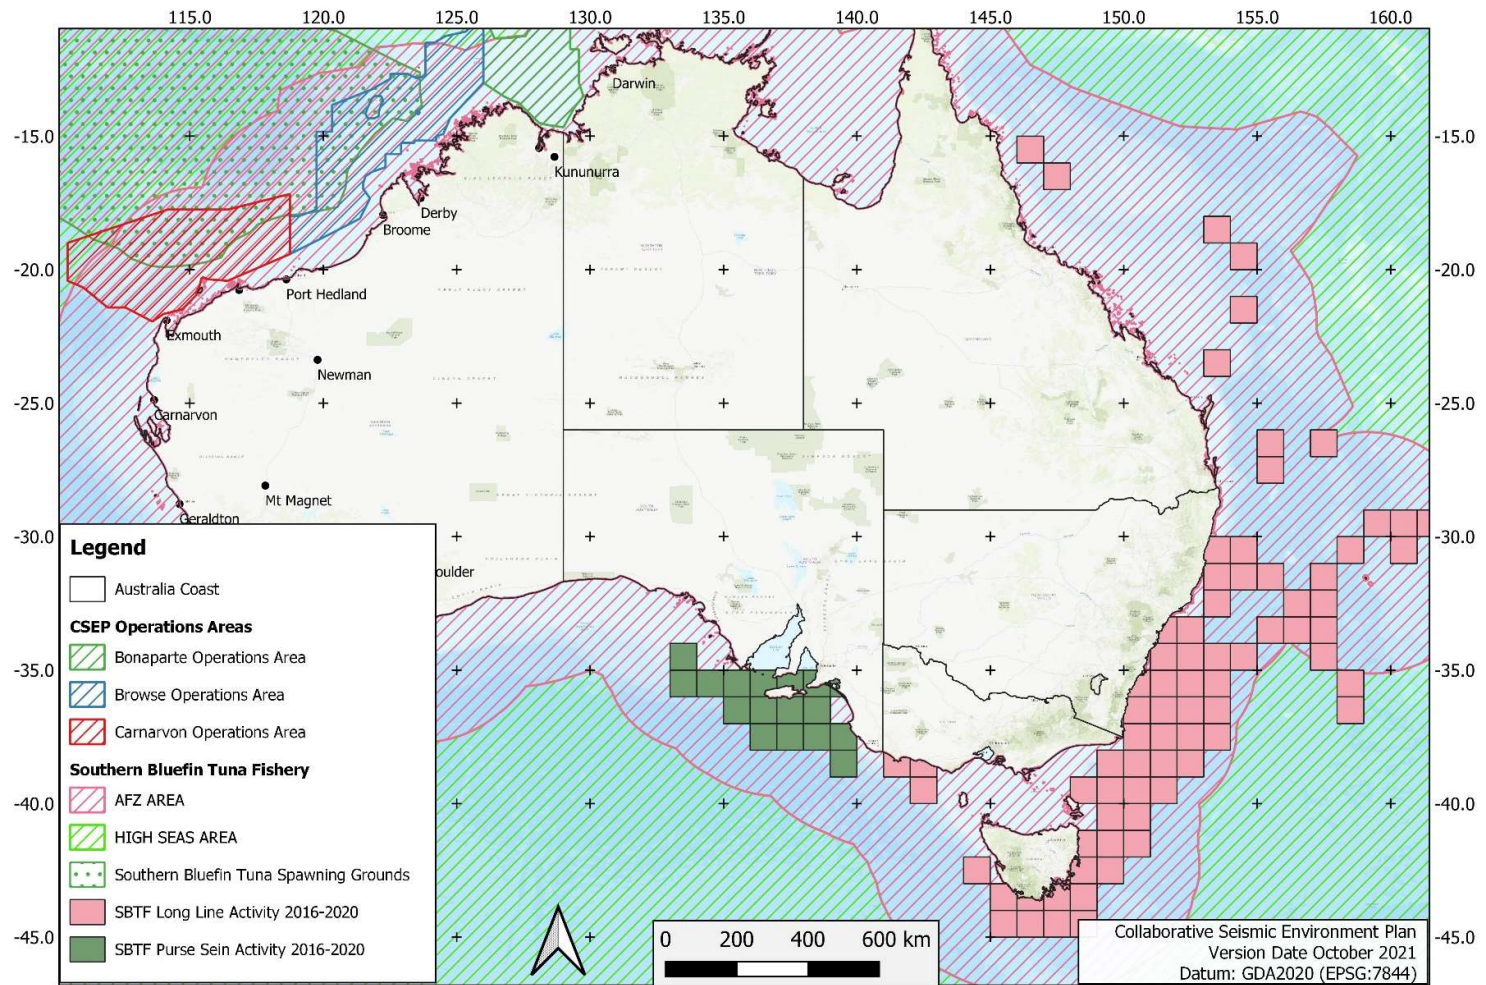 115.0 120.0 125.0 130.0 135.0 140.0 145.0 150.0 155.0 160.0
Darwin
-15.0 -15.0
Kununurra
Derby
Broome
-20.0 -20.0
Port Hedland
Exmouth
Newman
-25.0 -25.0
Carnarvon
Mt Magnet
Geraldton
-30.0 -30.0
oulder
-35.0 -35.0
-40.0 -40.0
-45.0 -45.0
Legend
Australia Coast
CSEP Operations Areas
Bonaparte Operations Area
Browse Operations Area
Carnarvon Operations Area
Southern Bluefin Tuna Fishery
AFZ AREA
HIGH SEAS AREA
Southern Bluefin Tuna Spawning Grounds
SBTF Long Line Activity 2016-2020
SBTF Purse Sein Activity 2016-2020
0 200 400 600 km
Collaborative Seismic Environment Plan
Version Date October 2021
Datum: GDA2020 (EPSG:7844)